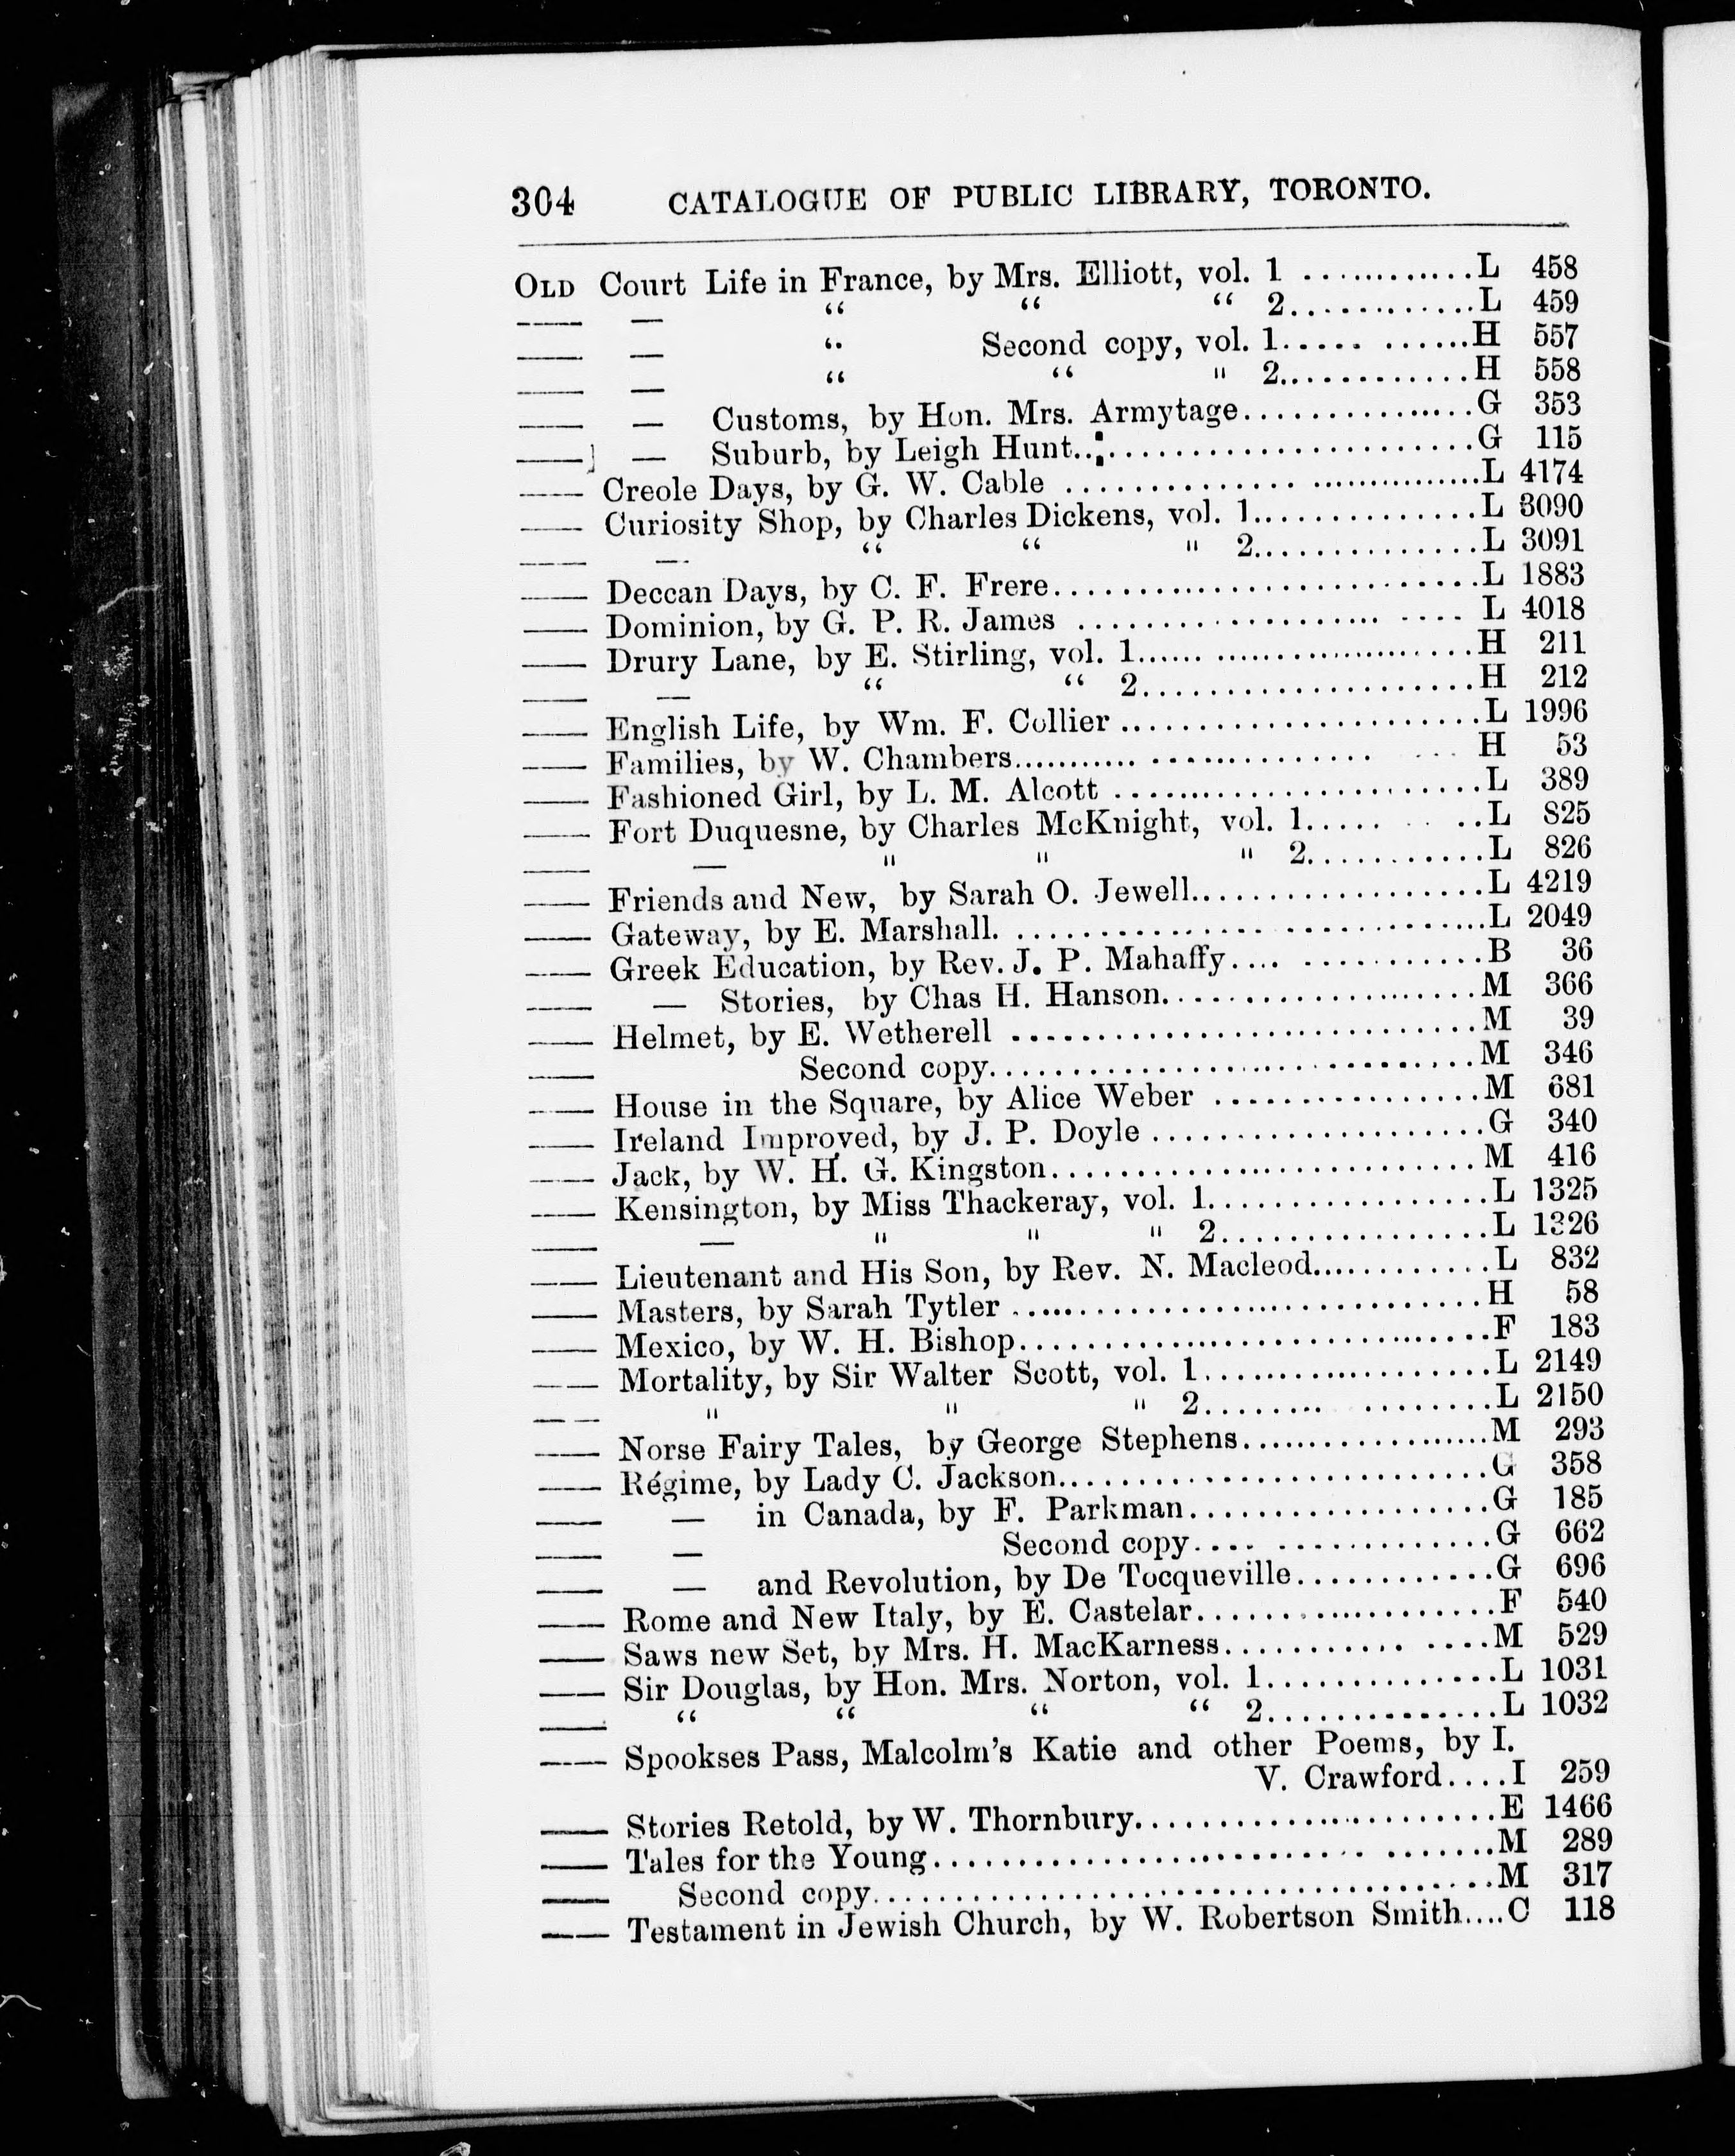 304 CATALOGUE OF PUBLIC LIBRARY, TORONTO.
OLD Court Life in France, by Mrs. Elliott, vol. 1 ............L 458
—— — “ “ “ 2............L 459
—— — “ Second copy, vol. 1............H 557
—— — “ “ " 2............H 558
—— — Customs, by Hon. Mrs. Armytage............G 353
—— — Suburb, by Leigh Hunt............G 115
—— Creole Days, by G. W. Cable ............L 4174
—— Curiosity Shop, by Charles Dickens, vol. 1............L 3090
—— — “ “ " 2............L 3091
—— Deccan Days, by C. F. Frere............L 1883
—— Dominion, by G. P. R. James ............L 4018
—— Drury Lane, by E. Stirling, vol. 1............H 211
—— — “ “ 2............H 212
—— English Life, by Wm. F. Collier............L 1996
—— Families, by W. Chambers............H 53
—— Fashioned Girl, by L. M. Alcott ............L 389
—— Fort Duquesne, by Charles McKnight, vol. 1............L 825
—— — " " " 2............L 826
—— Friends and New, by Sarah O. Jewell............L 4219
—— Gateway, by E. Marshall............L 2049
—— Greek Education, by Rev. J. P. Mahaffy............B 36
—— — Stories, by Chas H. Hanson............M 366
—— Helmet, by E. Wetherell ............M 39
—— Second copy............M 346
—— House in the Square, by Alice Weber ............M 681
—— Ireland Improved, by J. P. Doyle............G 340
—— Jack, by W. H. G. Kingston............M 416
—— Kensington, by Miss Thackeray, vol. 1............L 1325
—— — " " " 2............L 1326
—— Lieutenant and His Son, by Rev. N. Macleod............L 832
—— Masters, by Sarah Tytler ............H 58
—— Mexico, by W. H. Bishop............F 183
—— Mortality, by Sir Walter Scott, vol. 1............L 2149
—— " " " 2............L 2150
—— Norse Fairy Tales, by George Stephens............M 293
—— Régime, by Lady C. Jackson............G 358
—— — in Canada, by F. Parkman............G 185
—— — Second copy............G 662
—— — and Revolution, by De Tocqueville............G 696
—— Rome and New Italy, by E. Castelar............F 540
—— Saws new Set, by Mrs. H. MacKarness............M 529
—— Sir Douglas, by Hon. Mrs. Norton, vol. 1............L 1031
—— “ “ “ “ 2............L 1032
—— Spookses Pass, Malcolm's Katie and other Poems, by I.
V. Crawford....I 259
—— Stories Retold, by W. Thornbury............E 1466
—— Tales for the Young............M 289
—— Second copy............M 317
—— Testament in Jewish Church, by W. Robertson Smith....C 118